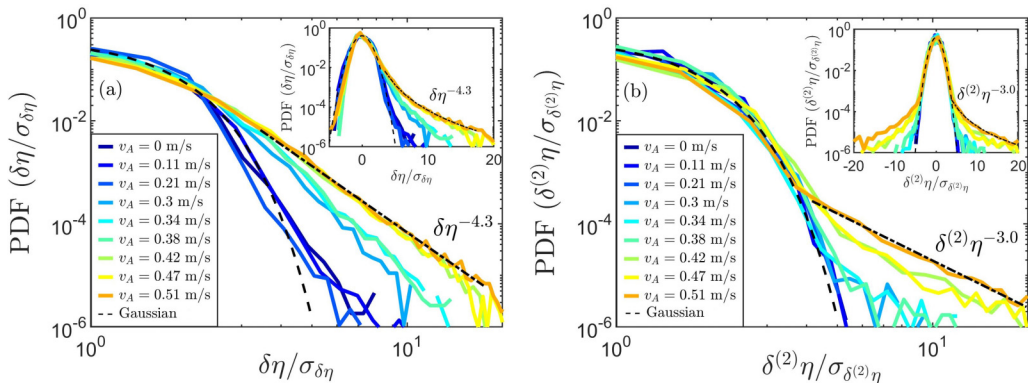 10^0
10^-2
10^-4
10^-6
PDF (δη/σ_δη)
(a)
v_A = 0 m/s
v_A = 0.11 m/s
v_A = 0.21 m/s
v_A = 0.3 m/s
v_A = 0.34 m/s
v_A = 0.38 m/s
v_A = 0.42 m/s
v_A = 0.47 m/s
v_A = 0.51 m/s
Gaussian
δη^-4.3
10^0
10^1
δη/σ_δη
PDF (δη/σ_δη)
10^0
10^-2
10^-4
10^-6
δη^-4.3
0
10
20
δη/σ_δη
10^0
10^-2
10^-4
10^-6
PDF (δ^(2)η/σ_δ^(2)η)
(b)
v_A = 0 m/s
v_A = 0.11 m/s
v_A = 0.21 m/s
v_A = 0.3 m/s
v_A = 0.34 m/s
v_A = 0.38 m/s
v_A = 0.42 m/s
v_A = 0.47 m/s
v_A = 0.51 m/s
Gaussian
δ^(2)η^-3.0
10^0
10^1
δ^(2)η/σ_δ^(2)η
PDF (δ^(2)η/σ_δ^(2)η)
10^0
10^-2
10^-4
10^-6
δ^(2)η^-3.0
-20
-10
0
10
20
δ^(2)η/σ_δ^(2)η